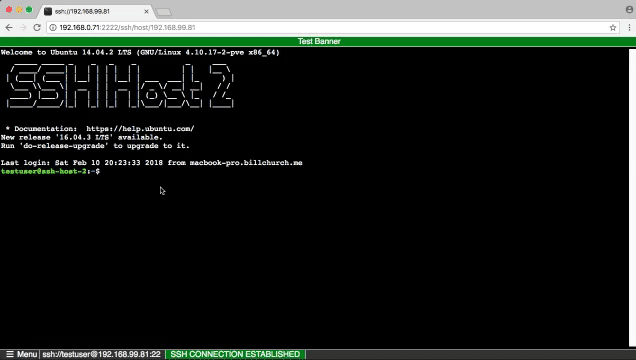 ssh://192.168.99.81
192.168.0.71:2222/ssh/host/192.168.99.81
Test Banner
Welcome to Ubuntu 14.04.2 LTS (GNU/Linux 4.10.17-2-pve x86_64)
SSH Host 2
* Documentation: https://help.ubuntu.com/
New release '16.04.3 LTS' available.
Run 'do-release-upgrade' to upgrade to it.
Last login: Sat Feb 10 20:23:33 2018 from macbook-pro.billchurch.me
testuser@ssh-host-2:~$
Menu ssh://testuser@192.168.99.81:22 SSH CONNECTION ESTABLISHED